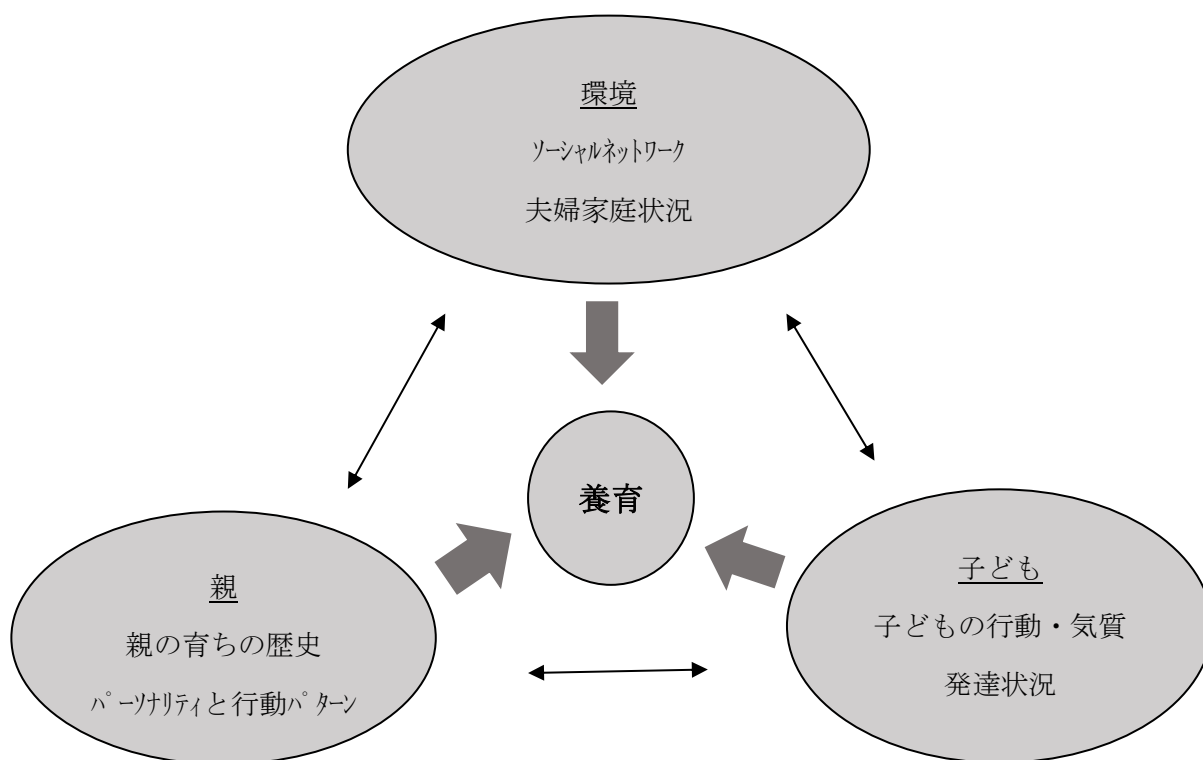 環境
ｿｰｼｬﾙﾈｯﾄﾜｰｸ
夫婦家庭状況
養育
親
親の育ちの歴史
ﾊﾟｰｿﾅﾘﾃｨと行動ﾊﾟﾀｰﾝ
子ども
子どもの行動・気質
発達状況